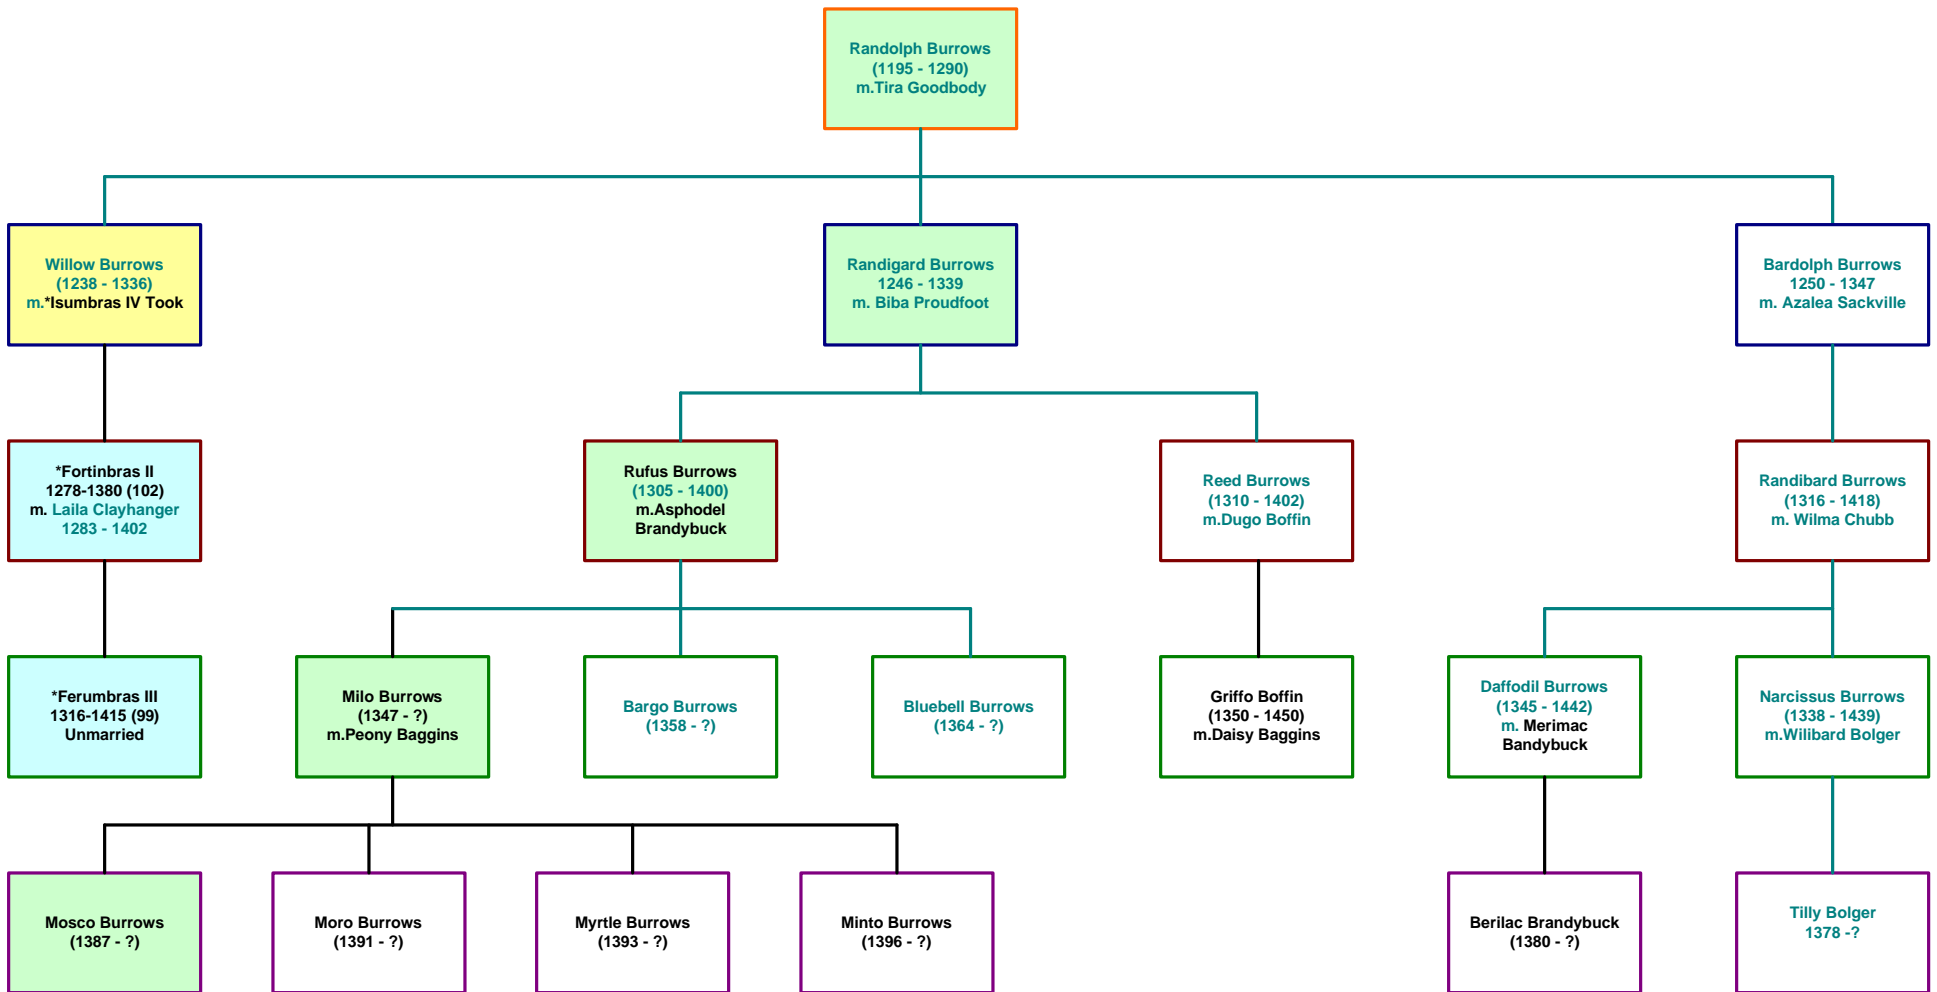 Randolph Burrows
(1195 - 1290)
m.Tira Goodbody
Willow Burrows
(1238 - 1336)
m.*Isumbras IV Took
Randigard Burrows
1246 - 1339
m. Biba Proudfoot
Bardolph Burrows
1250 - 1347
m. Azalea Sackville
*Fortinbras II
1278-1380 (102)
m. Laila Clayhanger
1283 - 1402
Rufus Burrows
(1305 - 1400)
m.Asphodel
Brandybuck
Reed Burrows
(1310 - 1402)
m.Dugo Boffin
Randibard Burrows
(1316 - 1418)
m. Wilma Chubb
*Ferumbras III
1316-1415 (99)
Unmarried
Milo Burrows
(1347 - ?)
m.Peony Baggins
Bargo Burrows
(1358 - ?)
Bluebell Burrows
(1364 - ?)
Griffo Boffin
(1350 - 1450)
m.Daisy Baggins
Daffodil Burrows
(1345 - 1442)
m. Merimac
Bandybuck
Narcissus Burrows
(1338 - 1439)
m.Wilibard Bolger
Mosco Burrows
(1387 - ?)
Moro Burrows
(1391 - ?)
Myrtle Burrows
(1393 - ?)
Minto Burrows
(1396 - ?)
Berilac Brandybuck
(1380 - ?)
Tilly Bolger
1378 -?